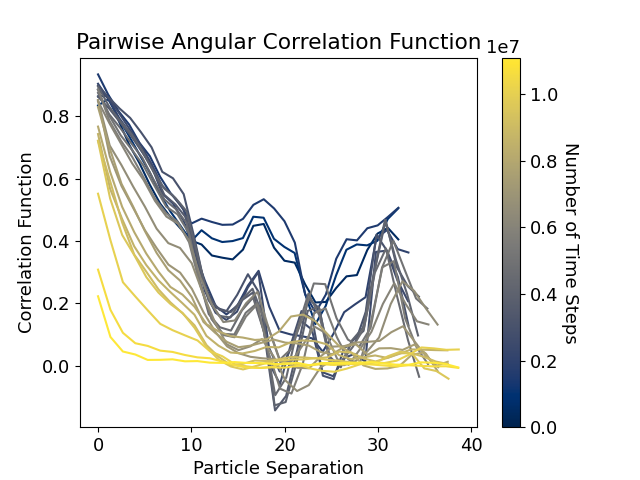 Pairwise Angular Correlation Function
1e7
Correlation Function
0.8
0.6
0.4
0.2
0.0
0 10 20 30 40
Particle Separation
1.0
0.8
0.6
0.4
0.2
0.0
Number of Time Steps